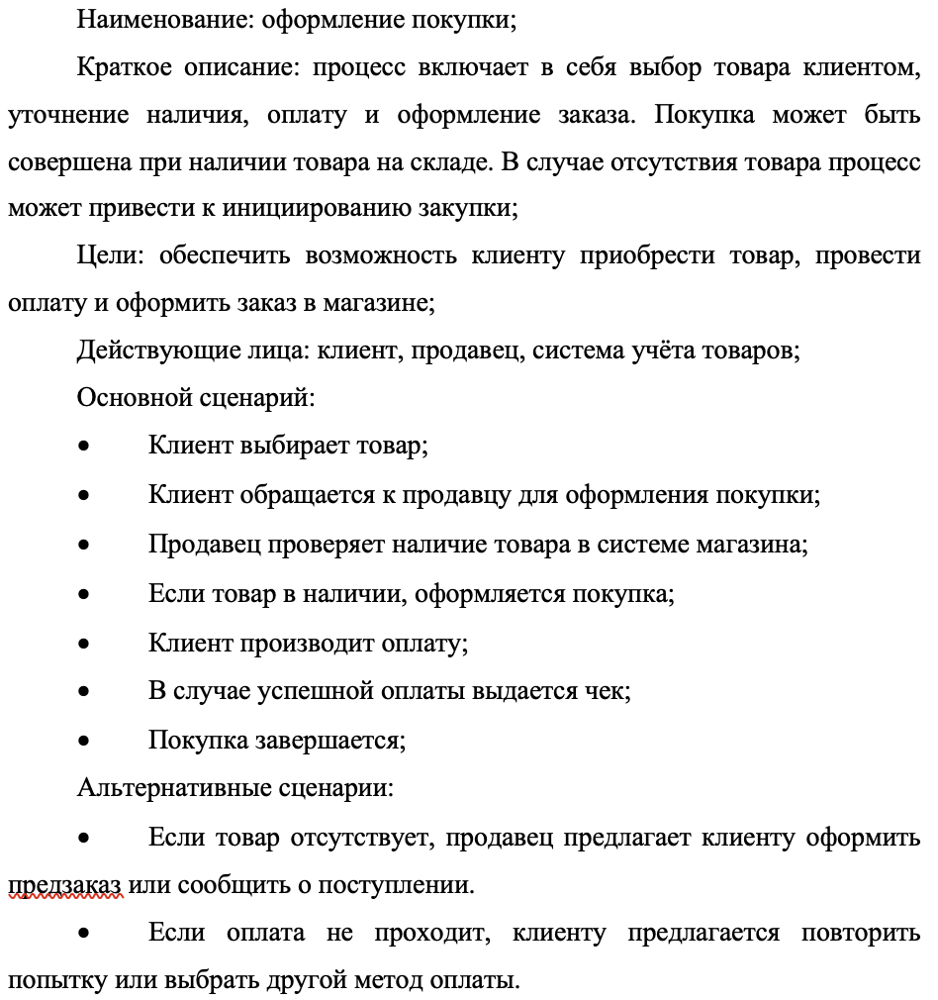 Наименование: оформление покупки;
Краткое описание: процесс включает в себя выбор товара клиентом,
уточнение наличия, оплату и оформление заказа. Покупка может быть
совершена при наличии товара на складе. В случае отсутствия товара процесс
может привести к инициированию закупки;
Цели: обеспечить возможность клиенту приобрести товар, провести
оплату и оформить заказ в магазине;
Действующие лица: клиент, продавец, система учёта товаров;
Основной сценарий:
• Клиент выбирает товар;
• Клиент обращается к продавцу для оформления покупки;
• Продавец проверяет наличие товара в системе магазина;
• Если товар в наличии, оформляется покупка;
• Клиент производит оплату;
• В случае успешной оплаты выдается чек;
• Покупка завершается;
Альтернативные сценарии:
• Если товар отсутствует, продавец предлагает клиенту оформить
предзаказ или сообщить о поступлении.
• Если оплата не проходит, клиенту предлагается повторить
попытку или выбрать другой метод оплаты.